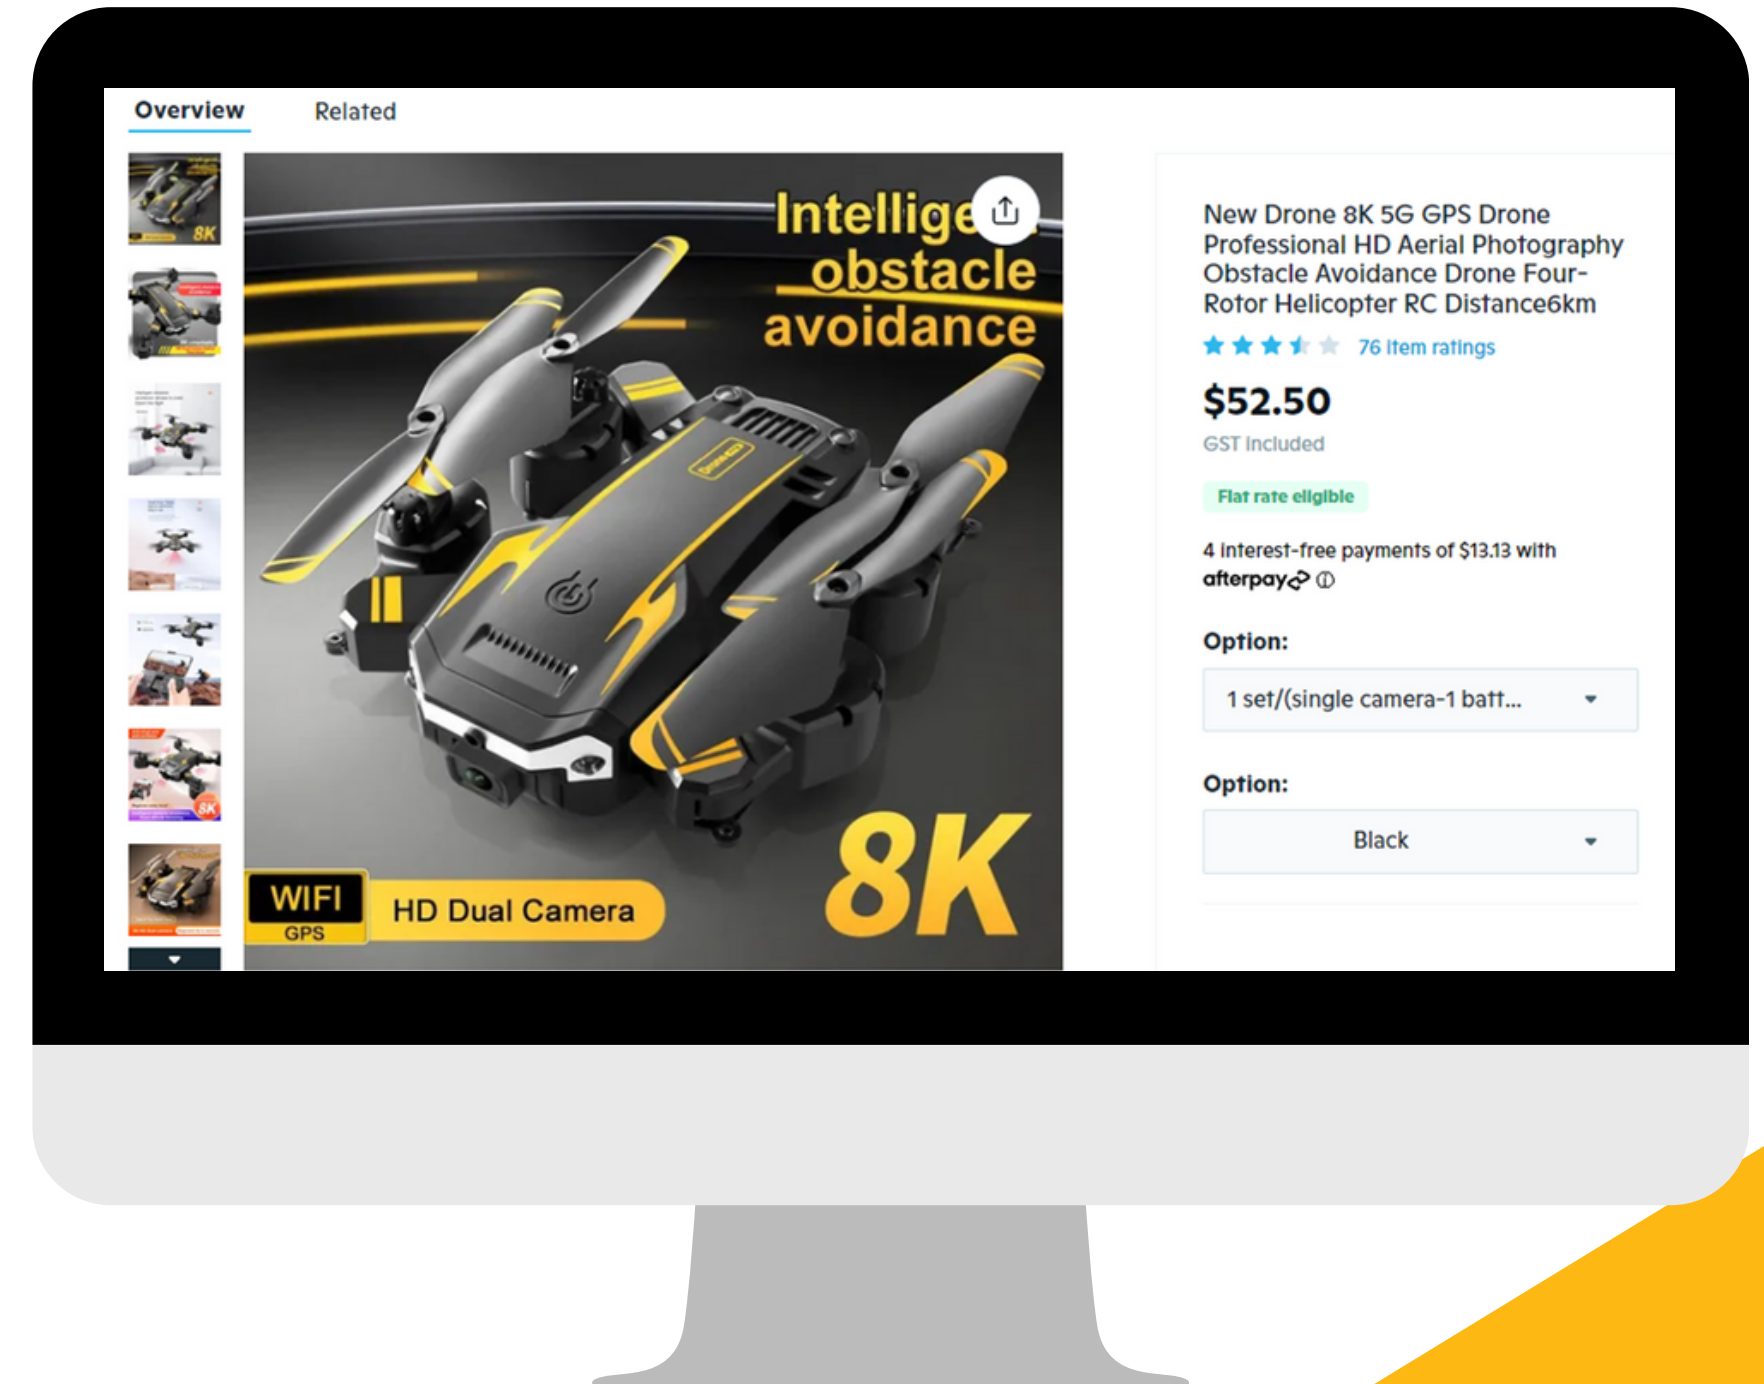 Overview
Related
Intellige
obstacle
avoidance
8K
WIFI
GPS
HD Dual Camera
8K
8K
New Drone 8K 5G GPS Drone
Professional HD Aerial Photography
Obstacle Avoidance Drone Four-
Rotor Helicopter RC Distance6km
76 item ratings
$52.50
GST included
Flat rate eligible
4 interest-free payments of $13.13 with
afterpay
Option:
1 set/(single camera-1 batt...
Option:
Black